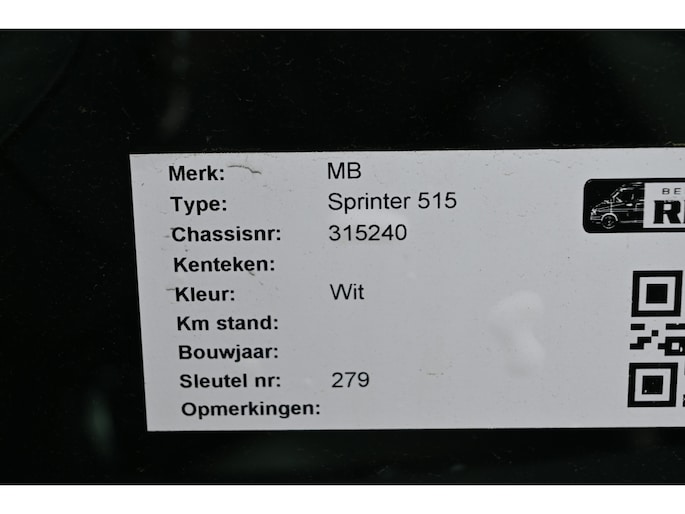 Merk: MB
Type: Sprinter 515
Chassisnr: 315240
Kenteken:
Kleur: Wit
Km stand:
Bouwjaar:
Sleutel nr: 279
Opmerkingen: